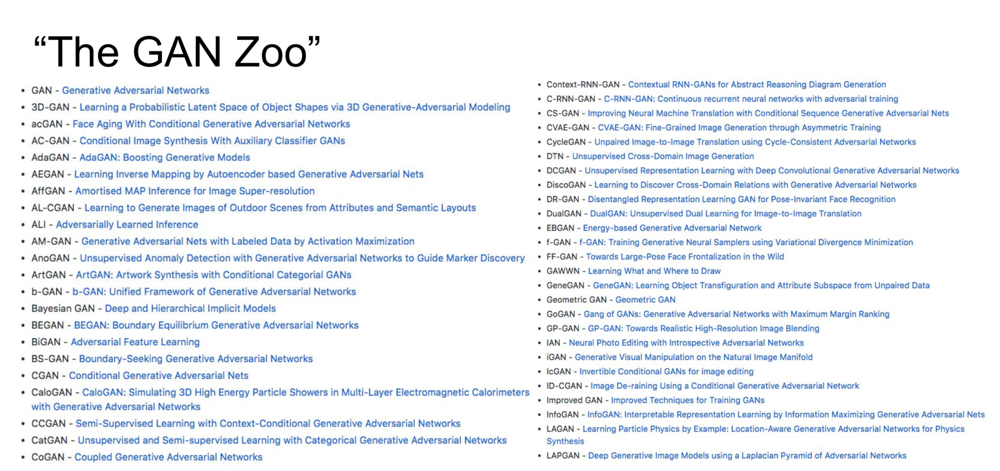 “The GAN Zoo”
• GAN - Generative Adversarial Networks
• 3D-GAN - Learning a Probabilistic Latent Space of Object Shapes via 3D Generative-Adversarial Modeling
• acGAN - Face Aging With Conditional Generative Adversarial Networks
• AC-GAN - Conditional Image Synthesis With Auxiliary Classifier GANs
• AdaGAN - AdaGAN: Boosting Generative Models
• AEGAN - Learning Inverse Mapping by Autoencoder based Generative Adversarial Nets
• AffGAN - Amortised MAP Inference for Image Super-resolution
• AL-CGAN - Learning to Generate Images of Outdoor Scenes from Attributes and Semantic Layouts
• ALI - Adversarially Learned Inference
• AM-GAN - Generative Adversarial Nets with Labeled Data by Activation Maximization
• AnoGAN - Unsupervised Anomaly Detection with Generative Adversarial Networks to Guide Marker Discovery
• ArtGAN - ArtGAN: Artwork Synthesis with Conditional Categorial GANs
• b-GAN - b-GAN: Unified Framework of Generative Adversarial Networks
• Bayesian GAN - Deep and Hierarchical Implicit Models
• BEGAN - BEGAN: Boundary Equilibrium Generative Adversarial Networks
• BiGAN - Adversarial Feature Learning
• BS-GAN - Boundary-Seeking Generative Adversarial Networks
• CGAN - Conditional Generative Adversarial Nets
• CaloGAN - CaloGAN: Simulating 3D High Energy Particle Showers in Multi-Layer Electromagnetic Calorimeters
with Generative Adversarial Networks
• CCGAN - Semi-Supervised Learning with Context-Conditional Generative Adversarial Networks
• CatGAN - Unsupervised and Semi-supervised Learning with Categorical Generative Adversarial Networks
• CoGAN - Coupled Generative Adversarial Networks
• Context-RNN-GAN - Contextual RNN-GANs for Abstract Reasoning Diagram Generation
• C-RNN-GAN - C-RNN-GAN: Continuous recurrent neural networks with adversarial training
• CS-GAN - Improving Neural Machine Translation with Conditional Sequence Generative Adversarial Nets
• CVAE-GAN - CVAE-GAN: Fine-Grained Image Generation through Asymmetric Training
• CycleGAN - Unpaired Image-to-Image Translation using Cycle-Consistent Adversarial Networks
• DTN - Unsupervised Cross-Domain Image Generation
• DCGAN - Unsupervised Representation Learning with Deep Convolutional Generative Adversarial Networks
• DiscoGAN - Learning to Discover Cross-Domain Relations with Generative Adversarial Networks
• DR-GAN - Disentangled Representation Learning GAN for Pose-Invariant Face Recognition
• DualGAN - DualGAN: Unsupervised Dual Learning for Image-to-Image Translation
• EBGAN - Energy-based Generative Adversarial Network
• f-GAN - f-GAN: Training Generative Neural Samplers using Variational Divergence Minimization
• FF-GAN - Towards Large-Pose Face Frontalization in the Wild
• GAWWN - Learning What and Where to Draw
• GeneGAN - GeneGAN: Learning Object Transfiguration and Attribute Subspace from Unpaired Data
• Geometric GAN - Geometric GAN
• GoGAN - Gang of GANs: Generative Adversarial Networks with Maximum Margin Ranking
• GP-GAN - GP-GAN: Towards Realistic High-Resolution Image Blending
• IAN - Neural Photo Editing with Introspective Adversarial Networks
• iGAN - Generative Visual Manipulation on the Natural Image Manifold
• IcGAN - Invertible Conditional GANs for image editing
• ID-CGAN - Image De-raining Using a Conditional Generative Adversarial Network
• Improved GAN - Improved Techniques for Training GANs
• InfoGAN - InfoGAN: Interpretable Representation Learning by Information Maximizing Generative Adversarial Nets
• LAGAN - Learning Particle Physics by Example: Location-Aware Generative Adversarial Networks for Physics
Synthesis
• LAPGAN - Deep Generative Image Models using a Laplacian Pyramid of Adversarial Networks